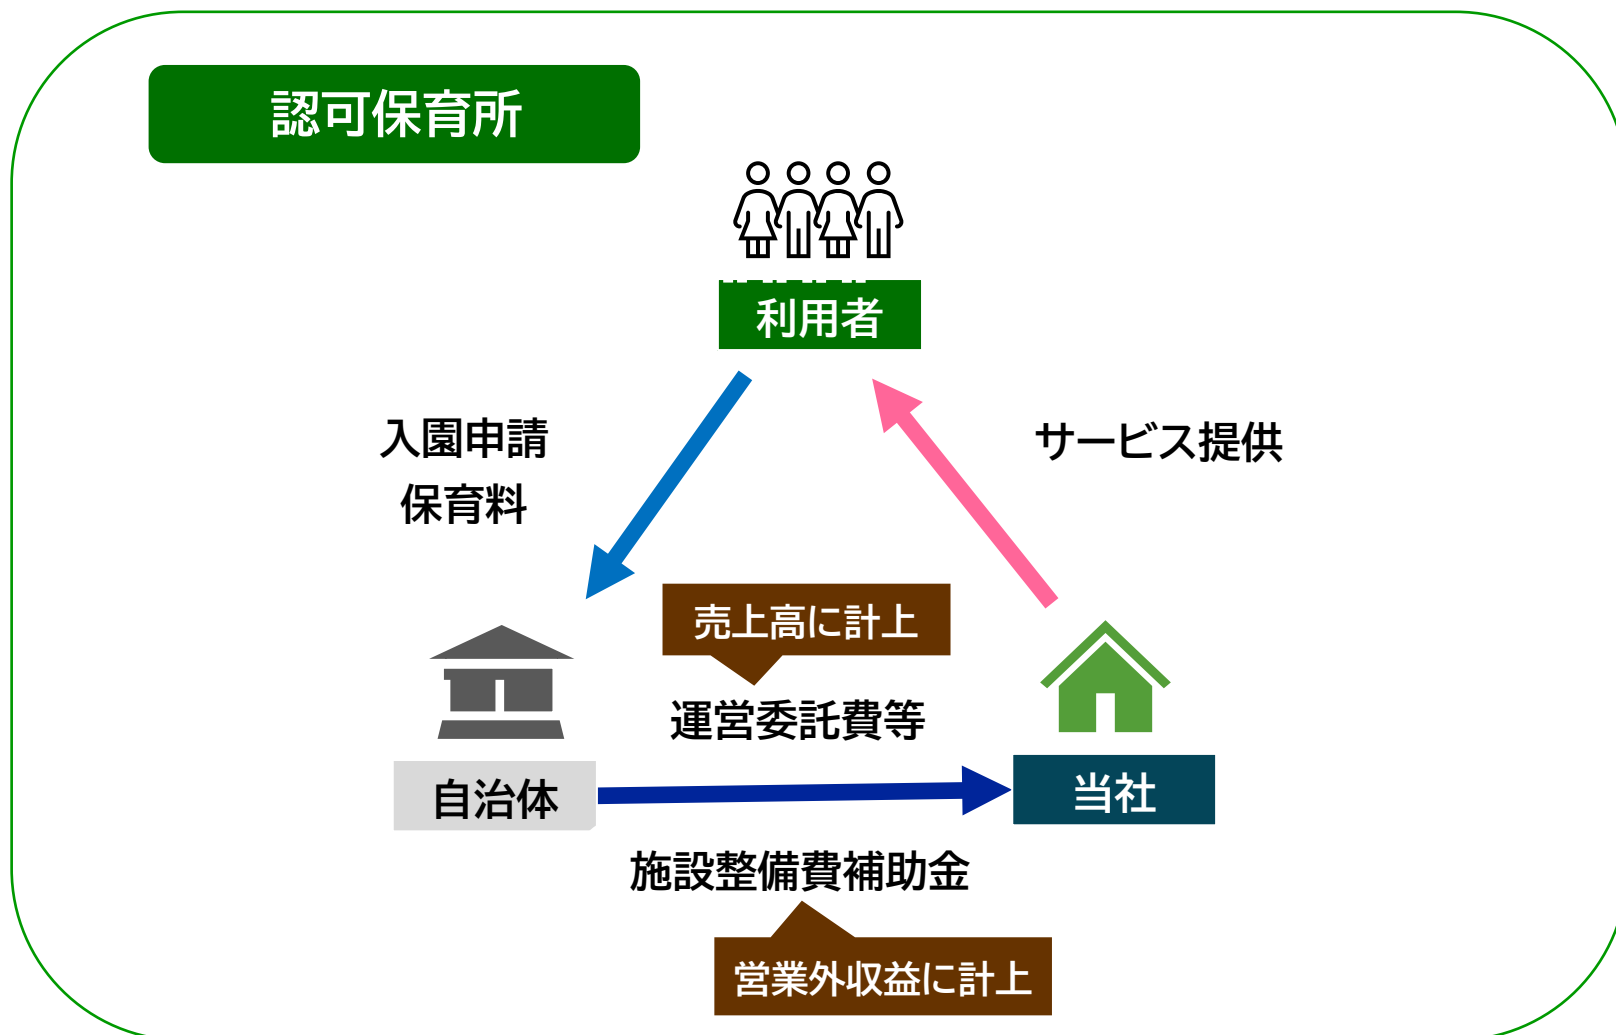 認可保育所
利用者
入園申請
保育料
サービス提供
売上高に計上
運営委託費等
自治体
当社
施設整備費補助金
営業外収益に計上